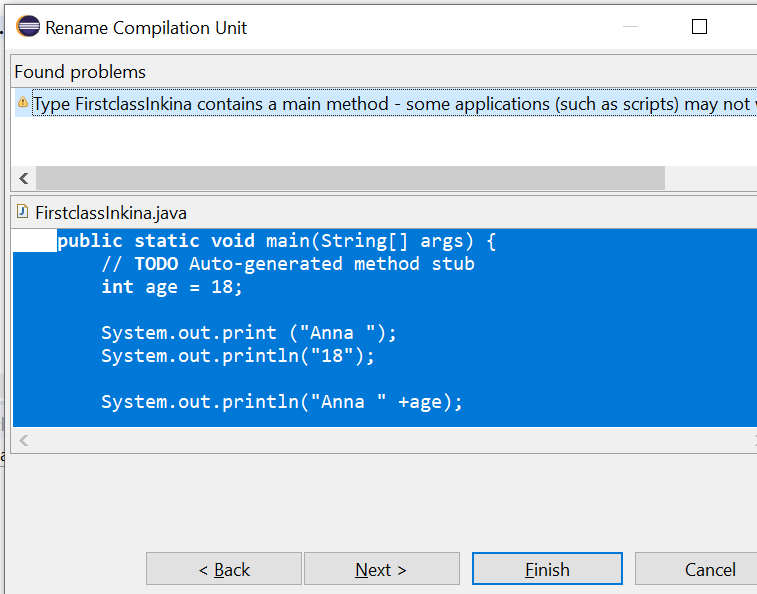 Rename Compilation Unit
Found problems
Type FirstclassInkina contains a main method - some applications (such as scripts) may not
FirstclassInkina.java
public static void main(String[] args) {
// TODO Auto-generated method stub
int age = 18;
System.out.print ("Anna ");
System.out.println("18");
System.out.println("Anna " +age);
< Back
Next >
Finish
Cancel